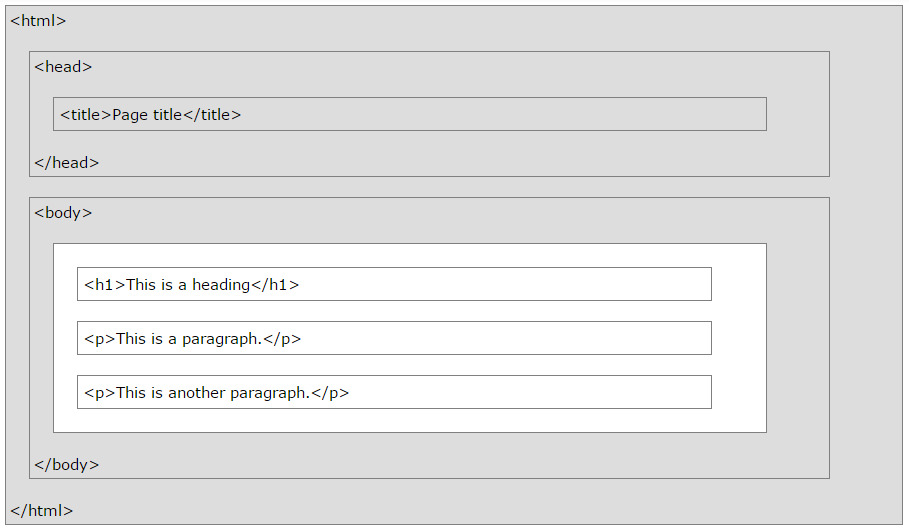 <html>
<head>
<title>Page title</title>
</head>
<body>
<h1>This is a heading</h1>
<p>This is a paragraph.</p>
<p>This is another paragraph.</p>
</body>
</html>